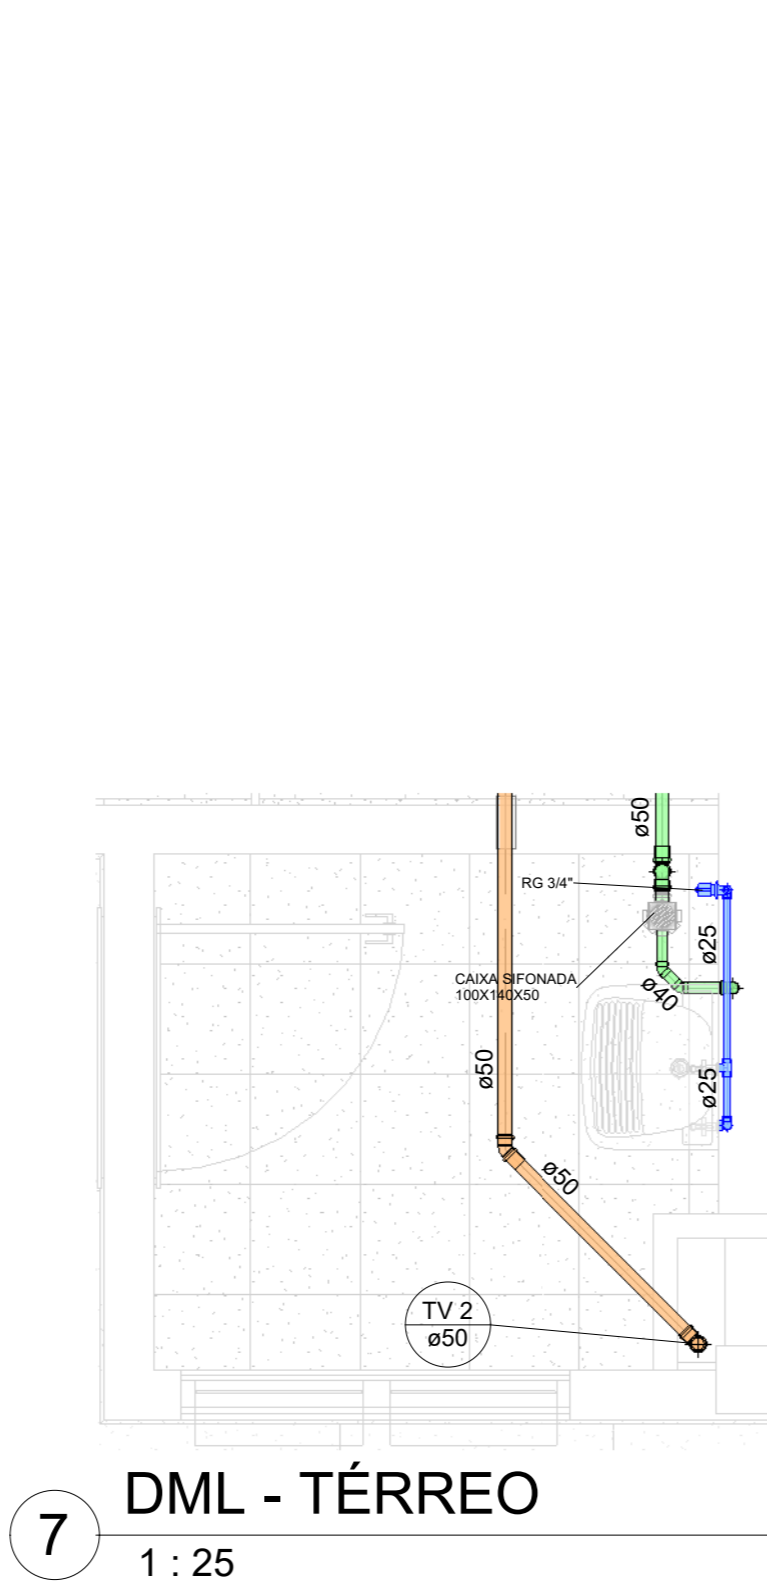 ø50
RG 3/4"
ø25
CAIXA SIFONADA
100X140X50
ø40
ø50
ø25
ø50
TV 2
ø50
DML - TÉRREO
7
1 : 25